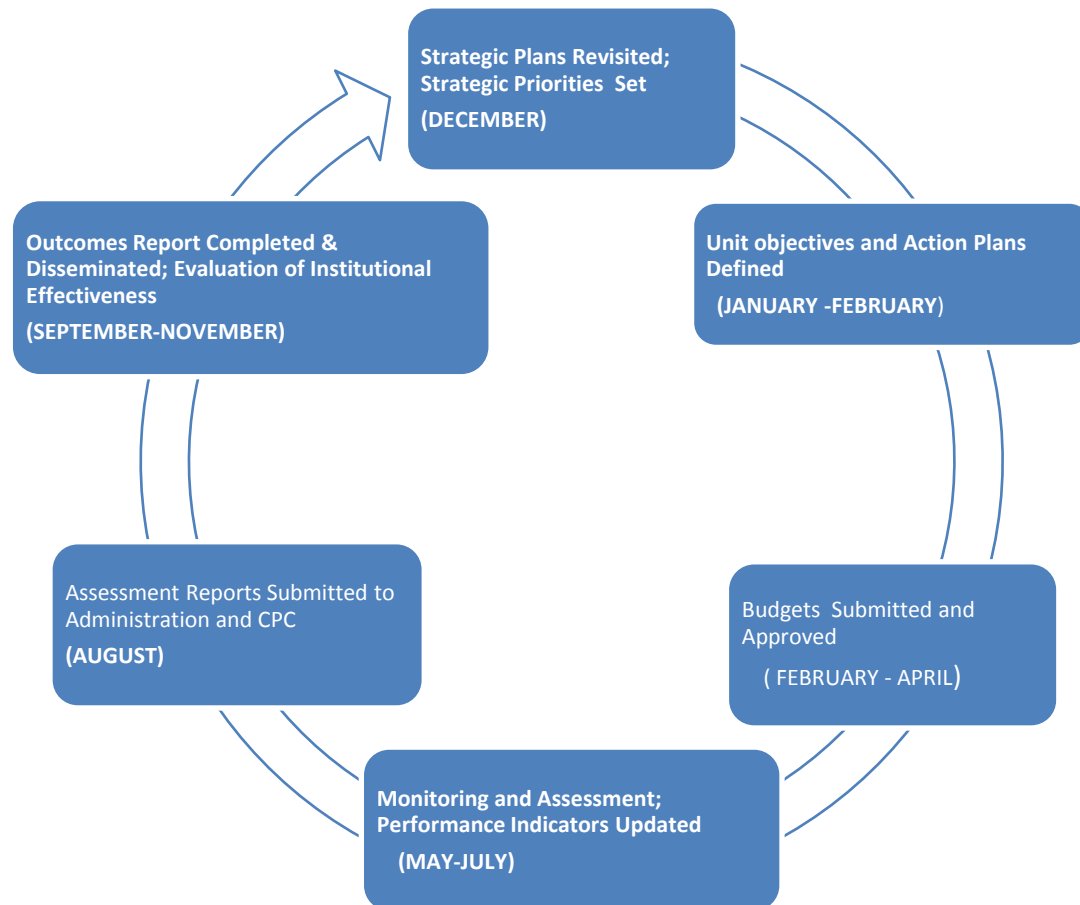 Strategic Plans Revisited;
Strategic Priorities  Set
(DECEMBER)
Unit objectives and Action Plans
Defined
(JANUARY -FEBRUARY)
Budgets  Submitted and
Approved
( FEBRUARY - APRIL)
Monitoring and Assessment;
Performance Indicators Updated
(MAY-JULY)
Assessment Reports Submitted to
Administration and CPC
(AUGUST)
Outcomes Report Completed &
Disseminated; Evaluation of Institutional
Effectiveness
(SEPTEMBER-NOVEMBER)